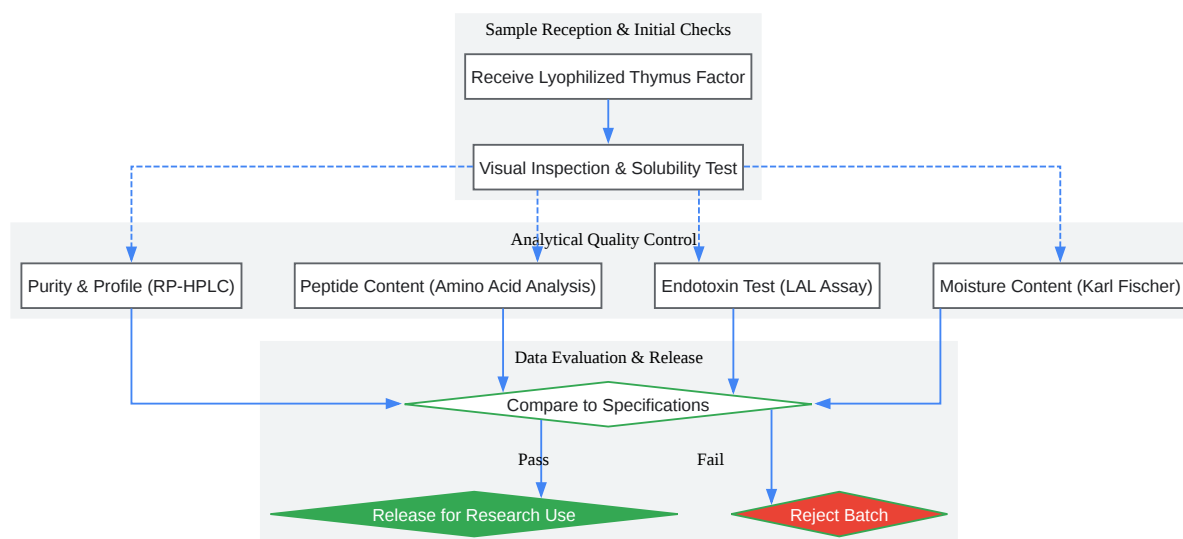 Sample Reception & Initial Checks
Receive Lyophilized Thymus Factor
Visual Inspection & Solubility Test
Analytical Quality Control
Purity & Profile (RP-HPLC)
Peptide Content (Amino Acid Analysis)
Endotoxin Test (LAL Assay)
Moisture Content (Karl Fischer)
Data Evaluation & Release
Compare to Specifications
Pass
Fail
Release for Research Use
Reject Batch